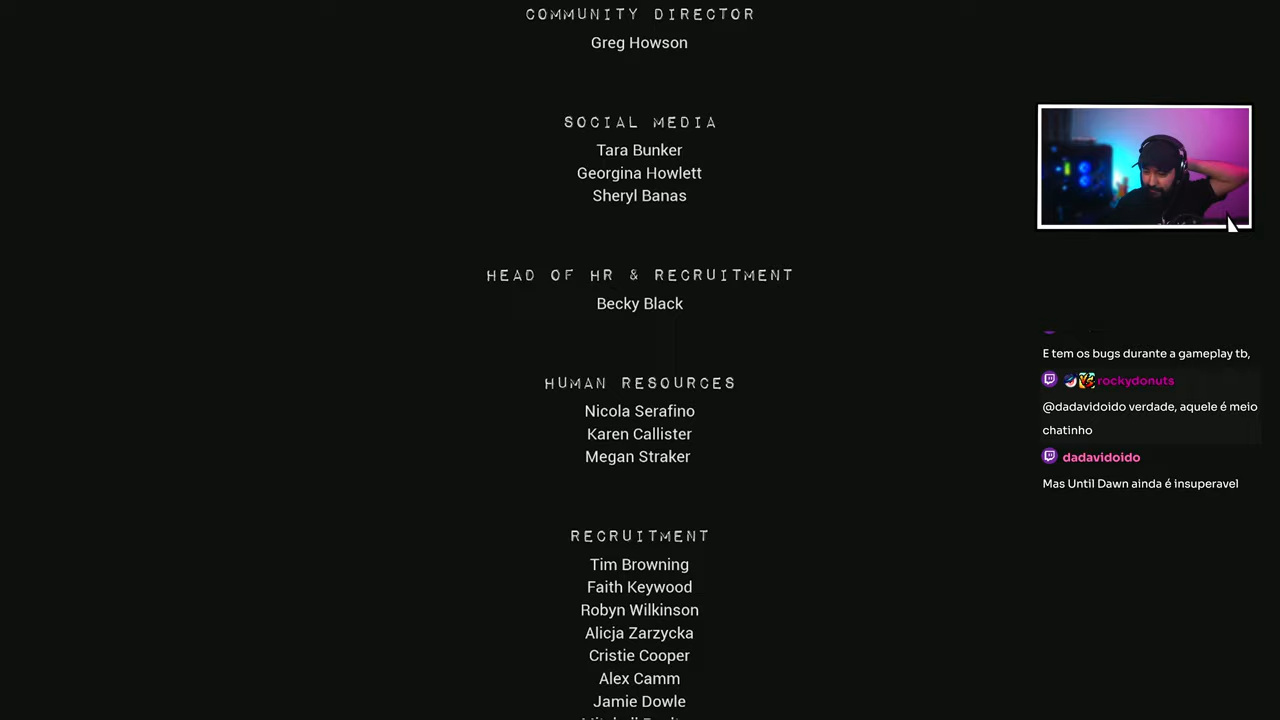 COMMUNITY DIRECTOR
Greg Howson
SOCIAL MEDIA
Tara Bunker
Georgina Howlett
Sheryl Banas
HEAD OF HR & RECRUITMENT
Becky Black
HUMAN RESOURCES
Nicola Serafino
Karen Callister
Megan Straker
RECRUITMENT
Tim Browning
Faith Keywood
Robyn Wilkinson
Alicja Zarzycka
Cristie Cooper
Alex Camm
Jamie Dowle
E tem os bugs durante a gameplay tb,
rockydonuts
@dadavidoido verdade, aquele é meio
chatinho
dadavidoido
Mas Until Dawn ainda é insuperavel